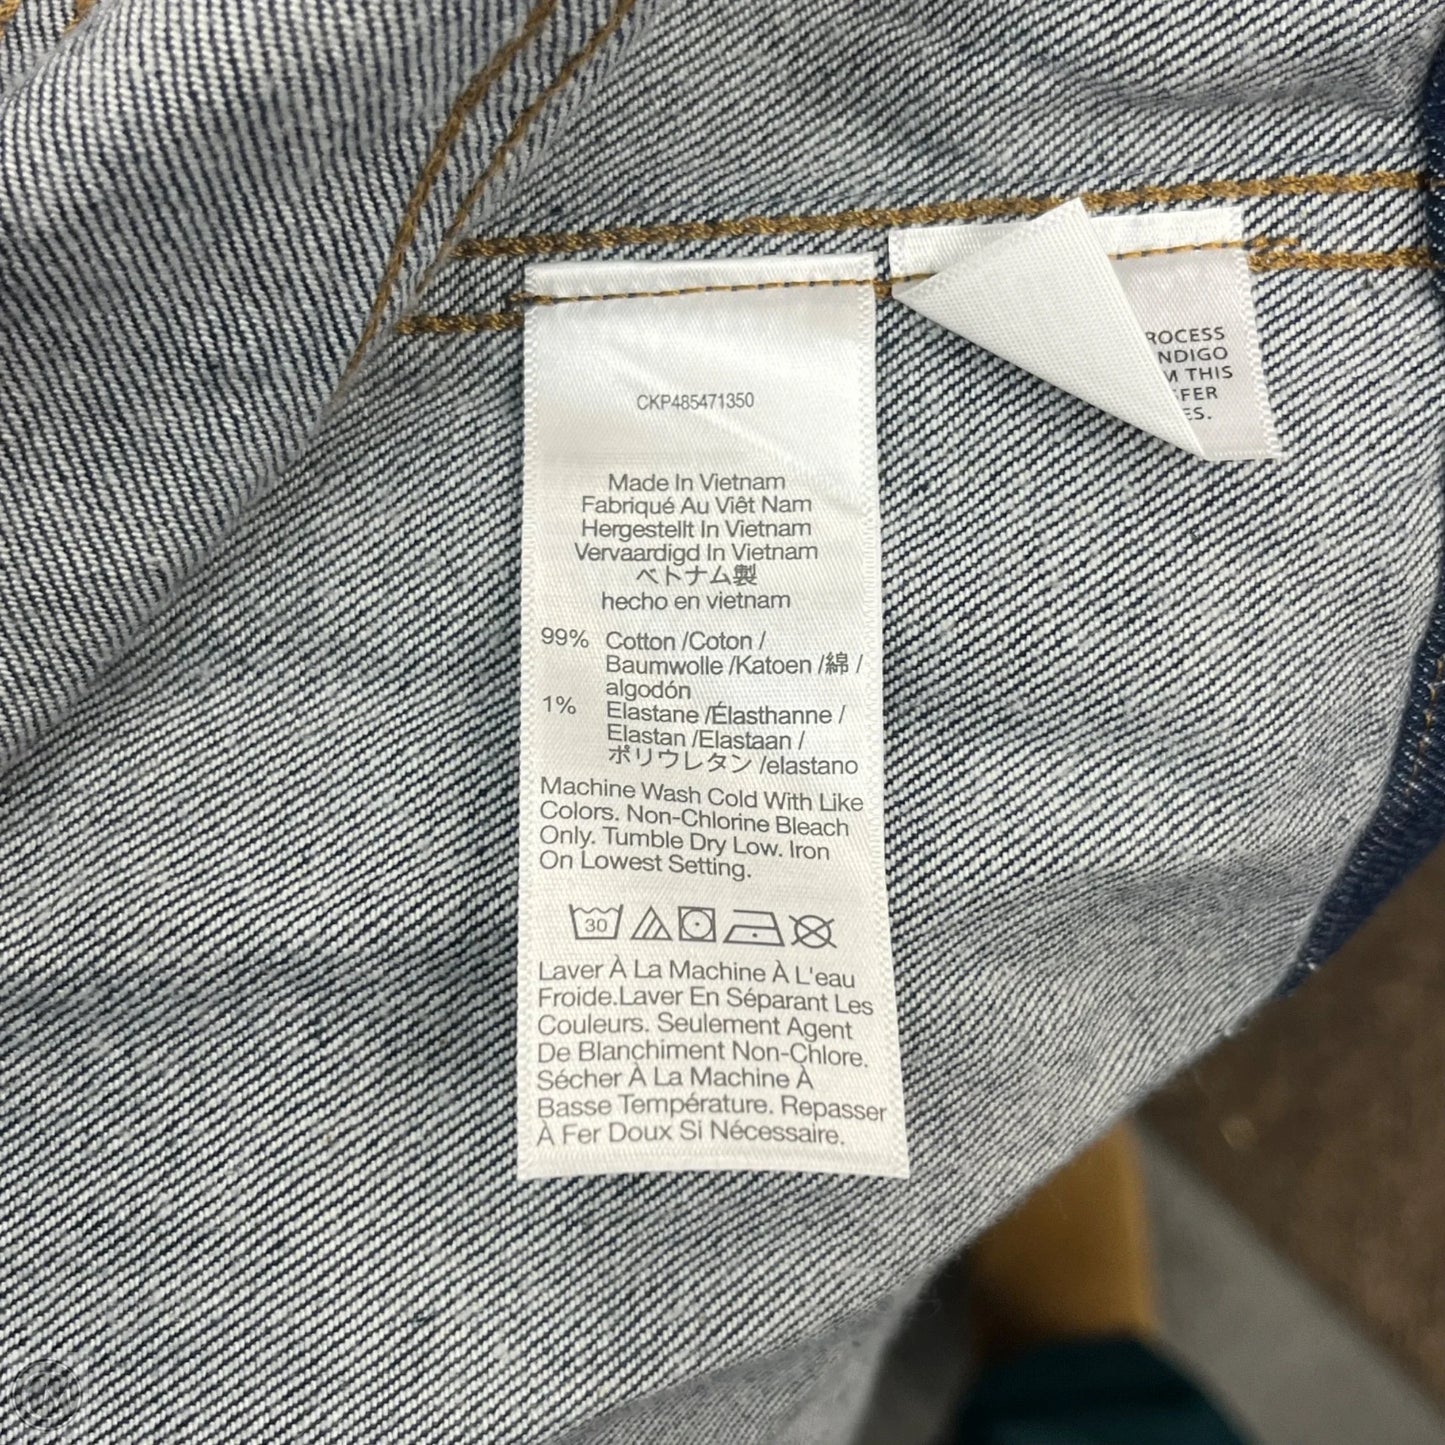 CKP485471350
Made In Vietnam
Fabriqué Au Viêt Nam
Hergestellt In Vietnam
Vervaardigd In Vietnam
ベトナム製
hecho en vietnam
99% Cotton /Coton /
Baumwolle /Katoen /綿 /
algodón
1% Elastane /Élasthanne /
Elastan /Elastaan /
ポリウレタン /elastano
Machine Wash Cold With Like
Colors. Non-Chlorine Bleach
Only. Tumble Dry Low. Iron
On Lowest Setting.
30
Laver À La Machine À L'eau
Froide.Laver En Séparant Les
Couleurs. Seulement Agent
De Blanchiment Non-Chlore.
Sécher À La Machine À
Basse Température. Repasser
À Fer Doux Si Nécessaire.
ROCESS
NDIGO
M THIS
FER
ES.